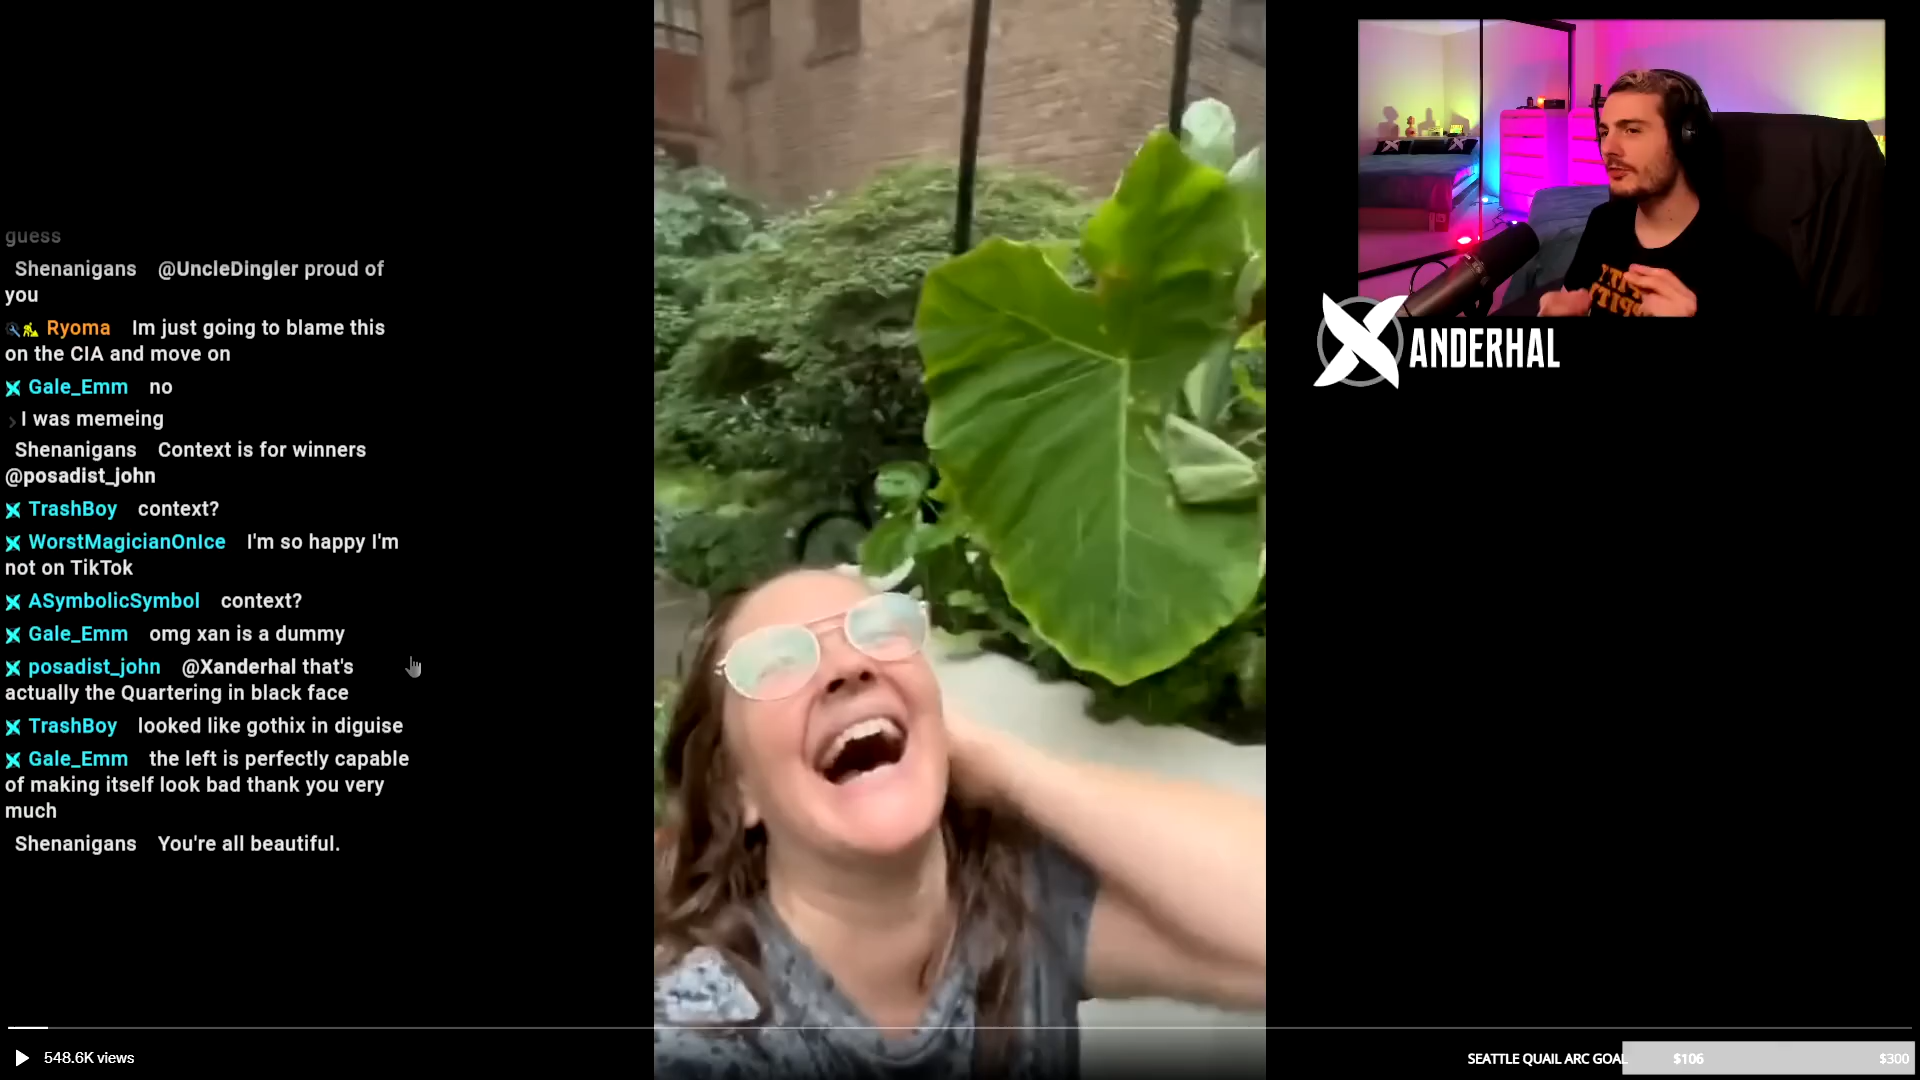 guess
Shenanigans @UncleDingler proud of
you
Ryoma Im just going to blame this
on the CIA and move on
Gale_Emm no
I was memeing
Shenanigans Context is for winners
@posadist_john
TrashBoy context?
WorstMagicianOnIce I'm so happy I'm
not on TikTok
ASymbolicSymbol context?
Gale_Emm omg xan is a dummy
posadist_john @Xanderhal that's
actually the Quartering in black face
TrashBoy looked like gothix in diguise
Gale_Emm the left is perfectly capable
of making itself look bad thank you very
much
Shenanigans You're all beautiful.
XANDERHAL
548.6K views
SEATTLE QUAIL ARC GOAL $106 $300